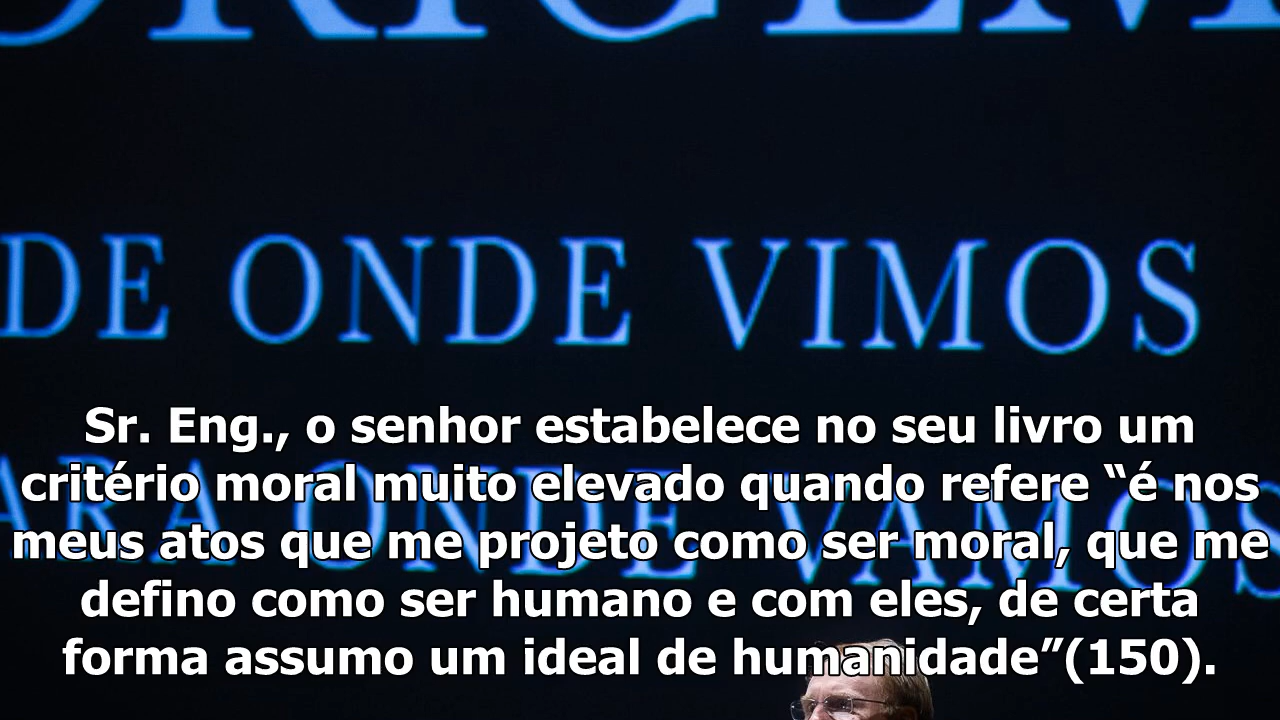 DE ONDE VIMOS
Sr. Eng., o senhor estabelece no seu livro um
critério moral muito elevado quando refere “é nos
meus atos que me projeto como ser moral, que me
defino como ser humano e com eles, de certa
forma assumo um ideal de humanidade”(150).